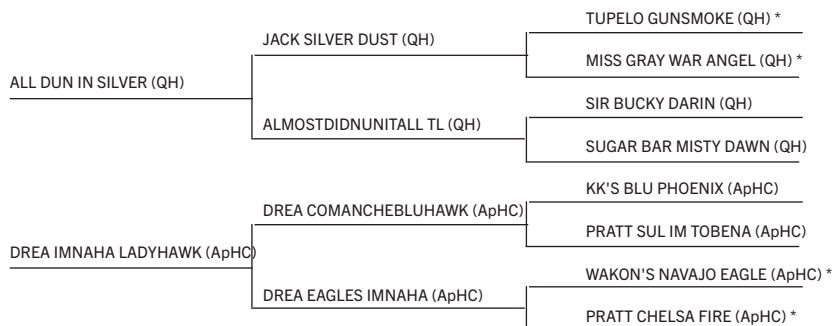 TUPELO GUNSMOKE (QH) *
JACK SILVER DUST (QH)
MISS GRAY WAR ANGEL (QH) *
ALL DUN IN SILVER (QH)
SIR BUCKY DARIN (QH)
ALMOSTDIDNUNITALL TL (QH)
SUGAR BAR MISTY DAWN (QH)
KK'S BLU PHOENIX (ApHC)
DREA COMANCHEBLUHAWK (ApHC)
PRATT SUL IM TOBENA (ApHC)
DREA IMNAHA LADYHAWK (ApHC)
WAKON'S NAVAJO EAGLE (ApHC) *
DREA EAGLES IMNAHA (ApHC)
PRATT CHELSA FIRE (ApHC) *